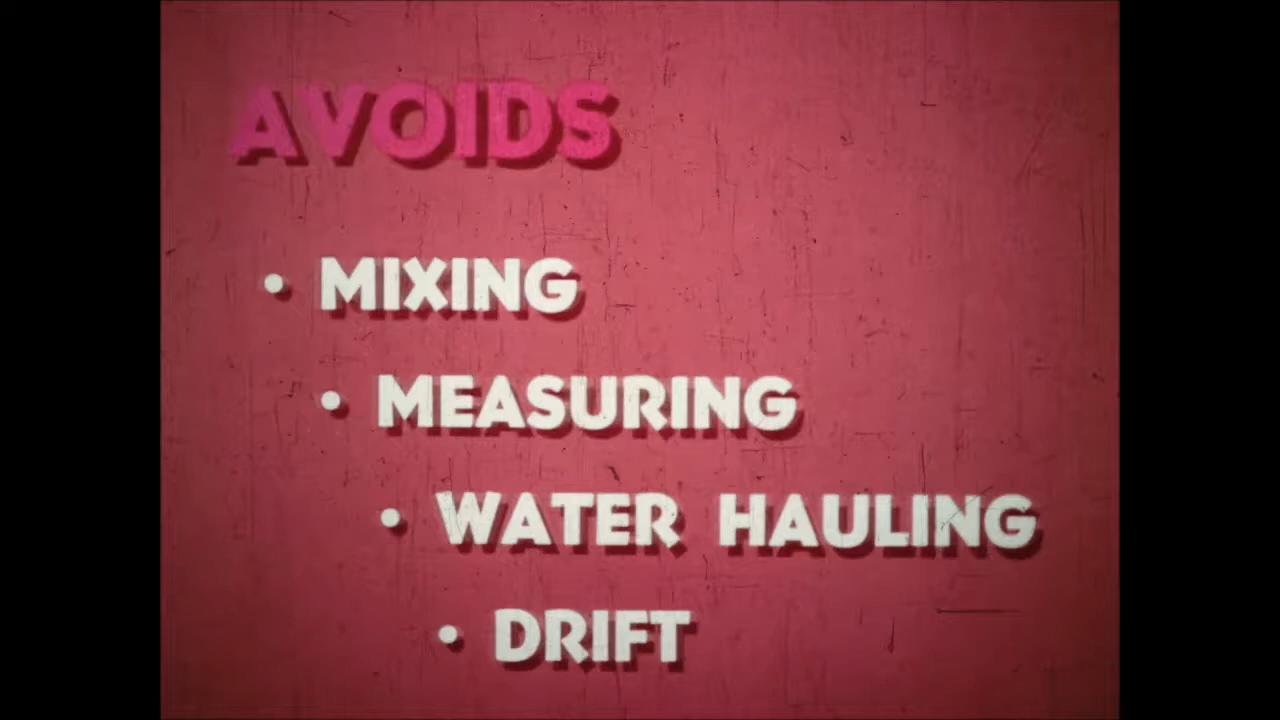 AVOIDS
• MIXING
• MEASURING
• WATER HAULING
• DRIFT